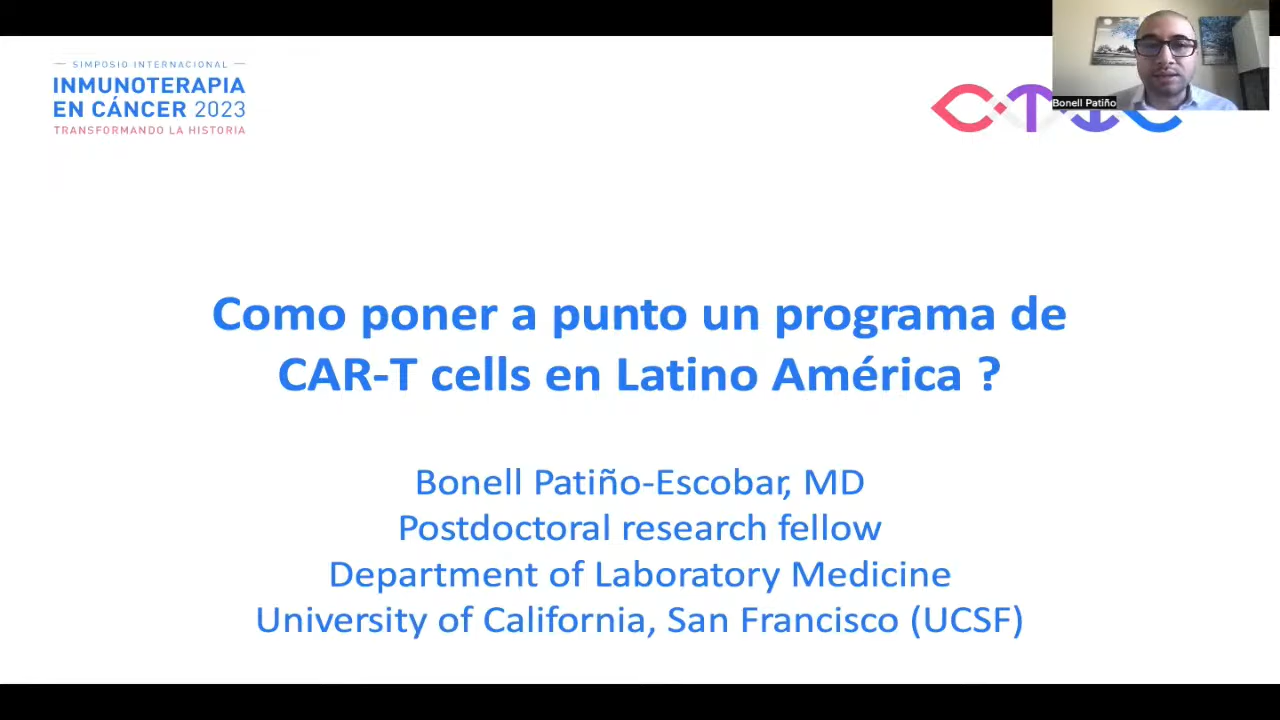 SIMPOSIO INTERNACIONAL
INMUNOTERAPIA
EN CÁNCER 2023
TRANSFORMANDO LA HISTORIA
Bonell Patiño
Como poner a punto un programa de
CAR-T cells en Latino América ?
Bonell Patiño-Escobar, MD
Postdoctoral research fellow
Department of Laboratory Medicine
University of California, San Francisco (UCSF)